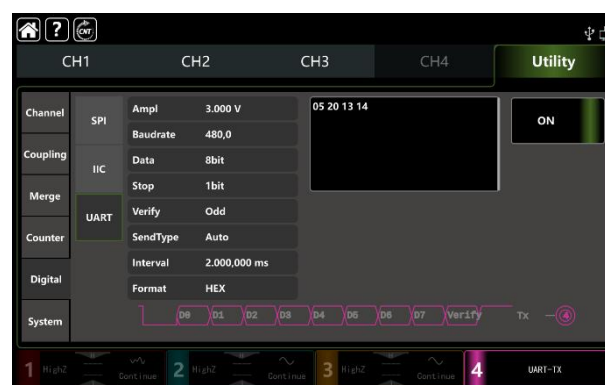 ?
CNT
CH1 CH2 CH3 CH4 Utility
Channel
Coupling
Merge
Counter
Digital
System
SPI
IIC
UART
Ampl 3.000 V
Baudrate 480,0
Data 8bit
Stop 1bit
Verify Odd
SendType Auto
Interval 2.000,000 ms
Format HEX
05 20 13 14
ON
D0 D1 D2 D3 D4 D5 D6 D7 Verify Tx 4
1 HighZ Continue 2 HighZ Continue 3 HighZ Continue 4 UART-TX